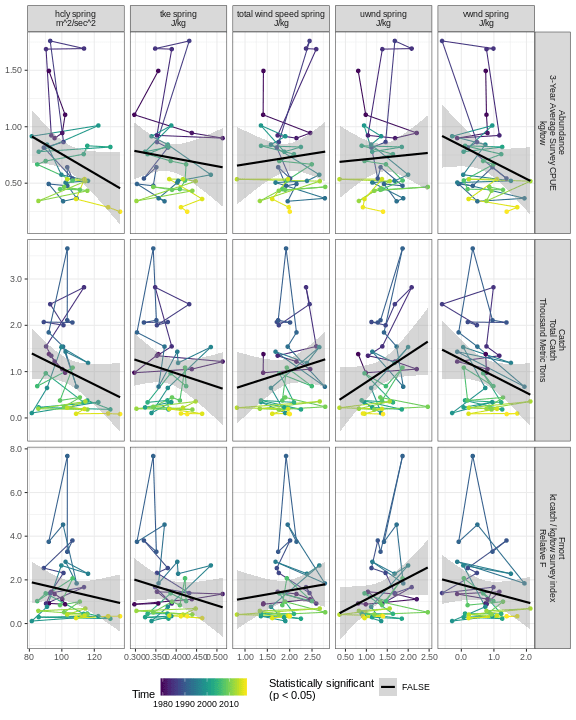 holy spring
m^2/sec^2
tke spring
J/kg
total wind speed spring
J/kg
uwnd spring
J/kg
vwnd spring
J/kg
1.50
1.00
0.50
Abundance
3-Year Average Survey CPUE
kg/tow
3.0
2.0
1.0
0.0
Catch
Total Catch
Thousand Metric Tons
8.0
6.0
4.0
2.0
0.0
Fmort
kt catch / kg/tow survey index
Relative F
80 100 120
0.300 0.350 0.400 0.450 0.500
1.00 1.50 2.00 2.50
0.50 1.00 1.50 2.00 2.50
0.0 1.0 2.0
Time
1980 1990 2000 2010
Statistically significant
(p < 0.05)
FALSE